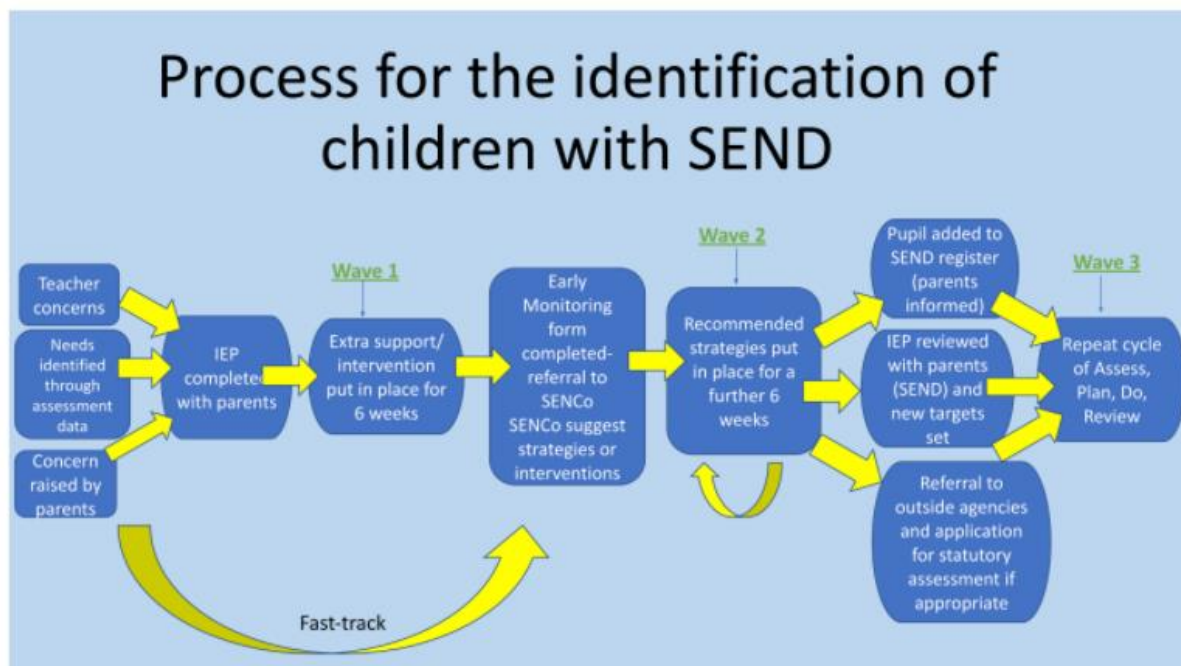 Process for the identification of
children with SEND
Teacher
concerns
Needs
identified
through
assessment
data
Concern
raised by
parents
IEP
completed
with parents
Wave 1
Extra support/
intervention
put in place for
6 weeks
Early
Monitoring
form
completed-
referral to
SENCo
SENCo suggest
strategies or
interventions
Wave 2
Recommended
strategies put
in place for a
further 6
weeks
Pupil added to
SEND register
(parents
informed)
IEP reviewed
with parents
(SEND) and
new targets
set
Referral to
outside agencies
and application
for statutory
assessment if
appropriate
Wave 3
Repeat cycle
of Assess,
Plan, Do,
Review
Fast-track